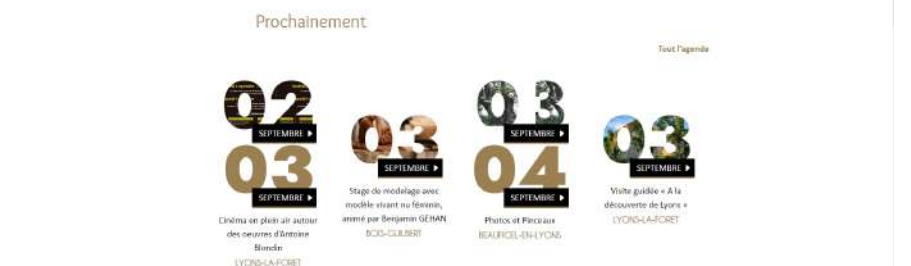 Prochainement
Tout l'agenda
02
SEPTEMBRE
03
SEPTEMBRE
Cinéma en plein air autour
des oeuvres d'Antoine
Blondin
LYONS-LA-FORET
03
SEPTEMBRE
Stage de modelage avec
modèle vivant nu féminin,
animé par Benjamin GEHAN
BOIS-GUILBERT
03
SEPTEMBRE
04
SEPTEMBRE
Photos et Pinceaux
BEAUFICEL-EN-LYONS
03
SEPTEMBRE
Visite guidée « A la
découverte de Lyons »
LYONS-LA-FORET